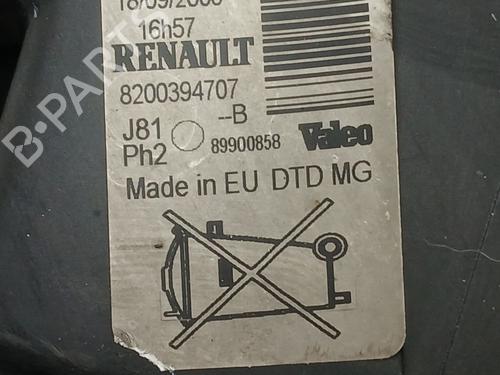 16h57
RENAULT
8200394707
--B
J81
Ph2
89900858
Valeo
Made in EU DTD MG
B-PARTS